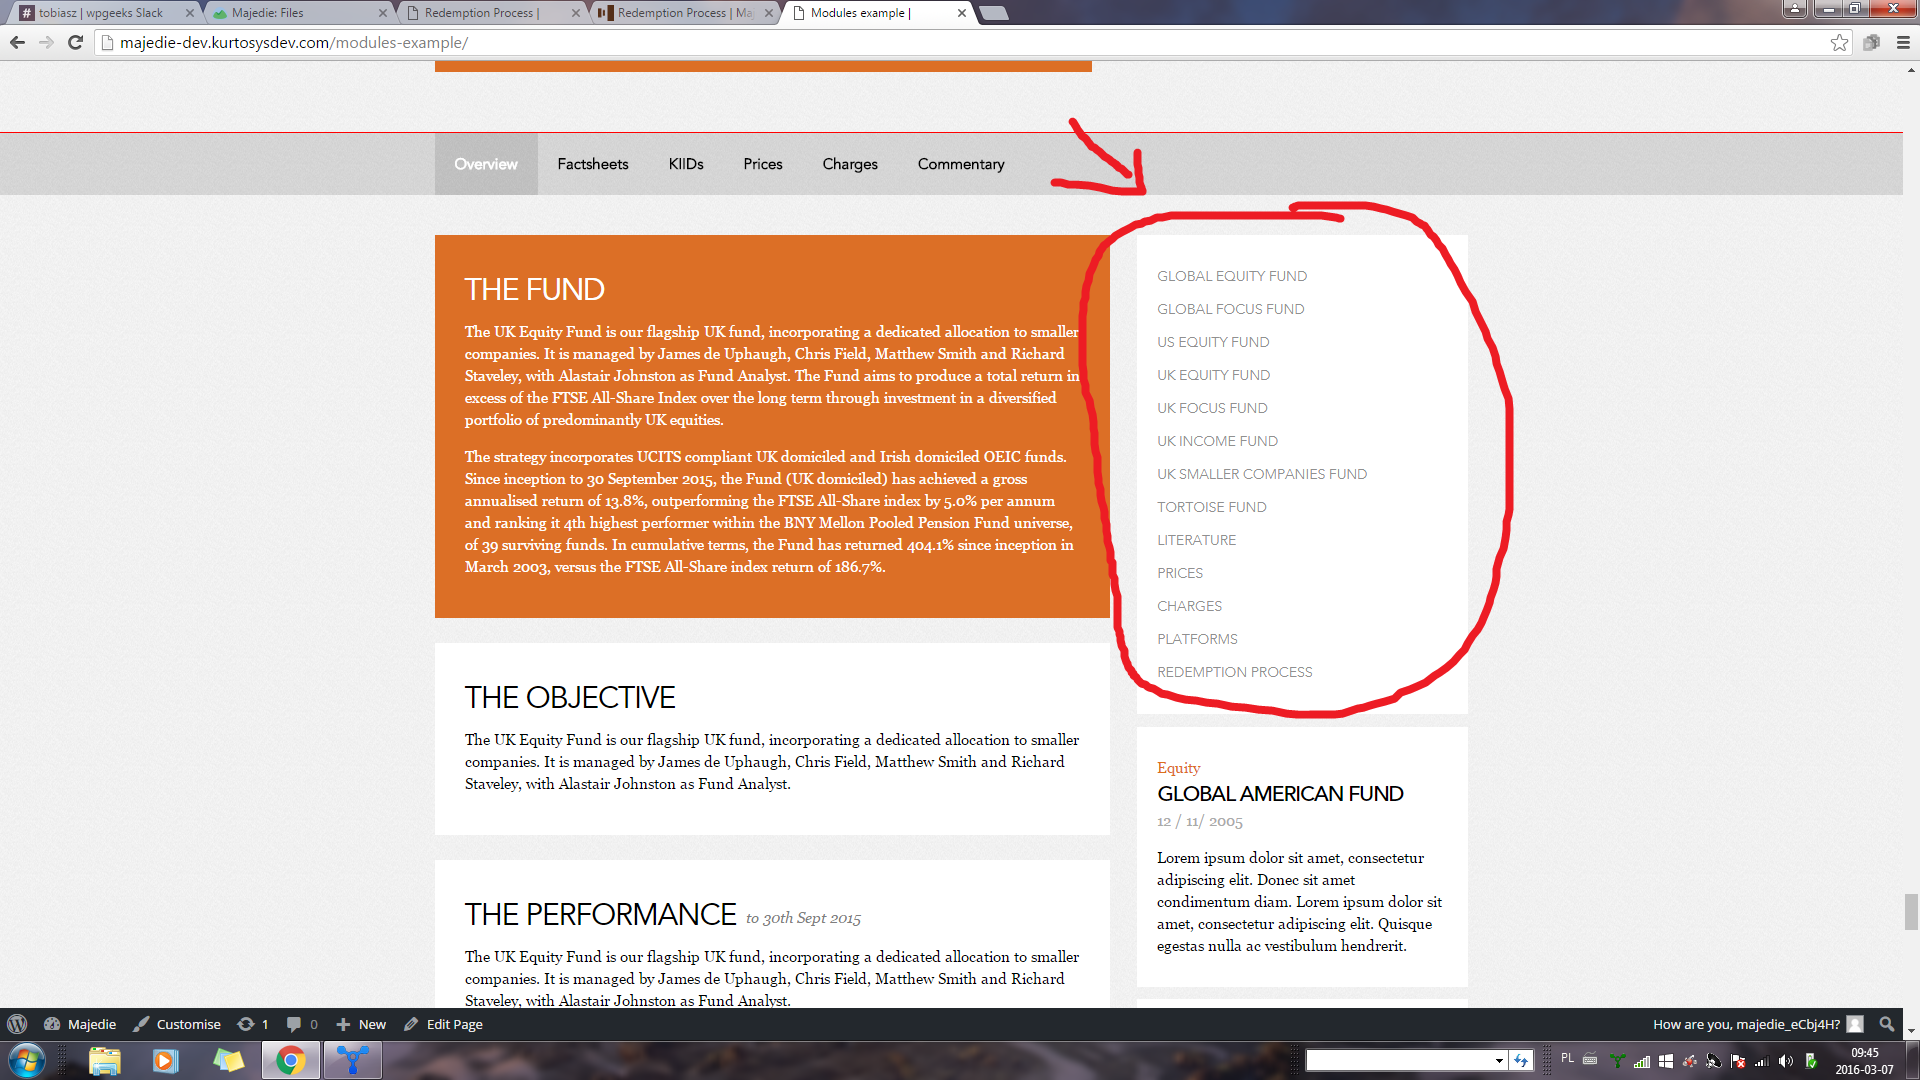 tobiasz | wpgeeks Slack
Majedie: Files
Redemption Process |
Redemption Process | Ma
Modules example |
majedie-dev.kurtosysdev.com/modules-example/
Overview
Factsheets
KIIDs
Prices
Charges
Commentary
THE FUND
The UK Equity Fund is our flagship UK fund, incorporating a dedicated allocation to smaller
companies. It is managed by James de Uphaugh, Chris Field, Matthew Smith and Richard
Staveley, with Alastair Johnston as Fund Analyst. The Fund aims to produce a total return in
excess of the FTSE All-Share Index over the long term through investment in a diversified
portfolio of predominantly UK equities.
The strategy incorporates UCITS compliant UK domiciled and Irish domiciled OEIC funds.
Since inception to 30 September 2015, the Fund (UK domiciled) has achieved a gross
annualised return of 13.8%, outperforming the FTSE All-Share index by 5.0% per annum
and ranking it 4th highest performer within the BNY Mellon Pooled Pension Fund universe,
of 39 surviving funds. In cumulative terms, the Fund has returned 404.1% since inception in
March 2003, versus the FTSE All-Share index return of 186.7%.
THE OBJECTIVE
The UK Equity Fund is our flagship UK fund, incorporating a dedicated allocation to smaller
companies. It is managed by James de Uphaugh, Chris Field, Matthew Smith and Richard
Staveley, with Alastair Johnston as Fund Analyst.
THE PERFORMANCE to 30th Sept 2015
The UK Equity Fund is our flagship UK fund, incorporating a dedicated allocation to smaller
companies. It is managed by James de Uphaugh, Chris Field, Matthew Smith and Richard
Staveley, with Alastair Johnston as Fund Analyst.
GLOBAL EQUITY FUND
GLOBAL FOCUS FUND
US EQUITY FUND
UK EQUITY FUND
UK FOCUS FUND
UK INCOME FUND
UK SMALLER COMPANIES FUND
TORTOISE FUND
LITERATURE
PRICES
CHARGES
PLATFORMS
REDEMPTION PROCESS
Equity
GLOBAL AMERICAN FUND
12 / 11/ 2005
Lorem ipsum dolor sit amet, consectetur
adipiscing elit. Donec sit amet
condimentum diam. Lorem ipsum dolor sit
amet, consectetur adipiscing elit. Quisque
egestas nulla ac vestibulum hendrerit.
Majedie
Customise
1
0
New
Edit Page
How are you, majedie_eCbj4H?
PL
09:45
2016-03-07